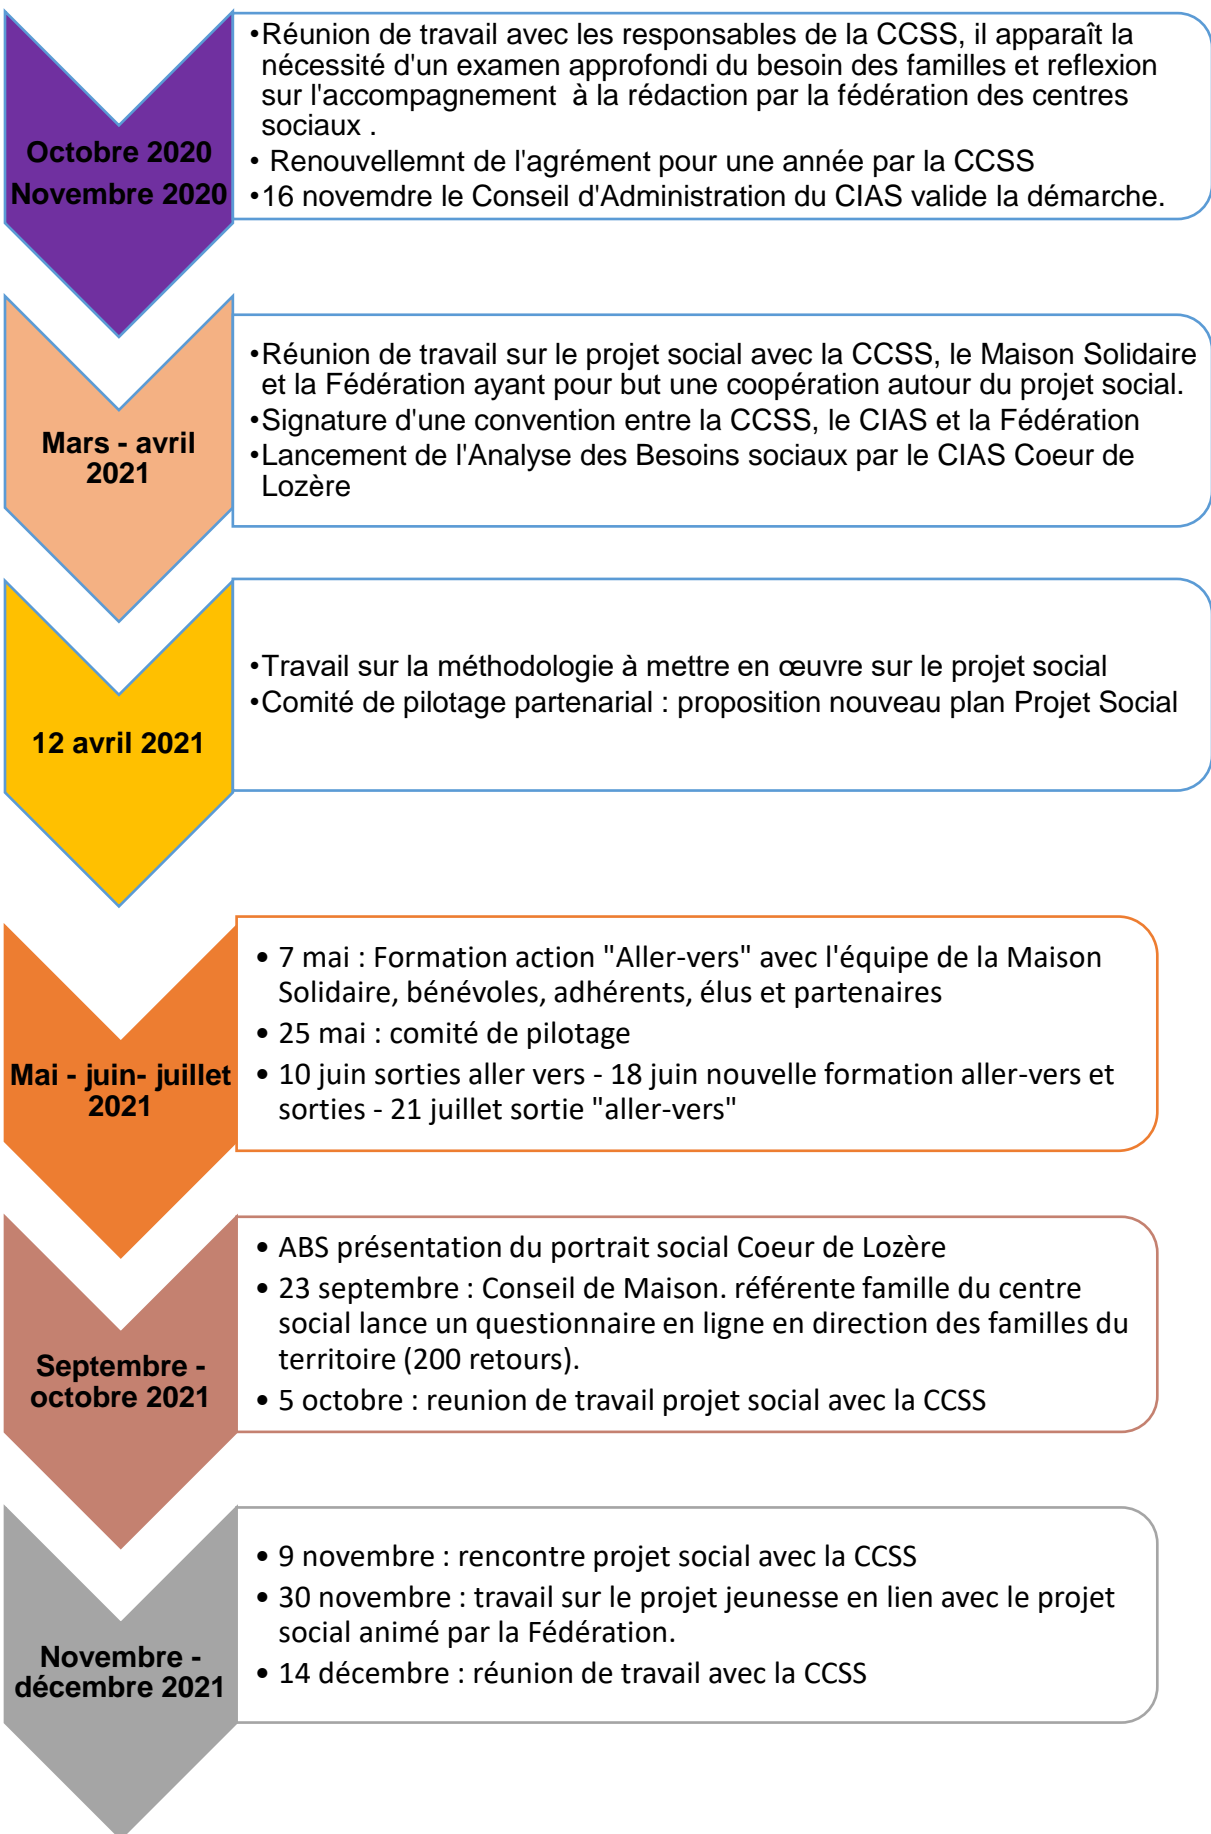 Octobre 2020
Novembre 2020
•Réunion de travail avec les responsables de la CCSS, il apparaît la
nécessité d'un examen approfondi du besoin des familles et reflexion
sur l'accompagnement  à la rédaction par la fédération des centres
sociaux .
• Renouvellemnt de l'agrément pour une année par la CCSS
•16 novemdre le Conseil d'Administration du CIAS valide la démarche.
Mars - avril
2021
•Réunion de travail sur le projet social avec la CCSS, le Maison Solidaire
et la Fédération ayant pour but une coopération autour du projet social.
•Signature d'une convention entre la CCSS, le CIAS et la Fédération
•Lancement de l'Analyse des Besoins sociaux par le CIAS Coeur de
Lozère
12 avril 2021
•Travail sur la méthodologie à mettre en œuvre sur le projet social
•Comité de pilotage partenarial : proposition nouveau plan Projet Social
Mai - juin- juillet
2021
• 7 mai : Formation action "Aller-vers" avec l'équipe de la Maison
Solidaire, bénévoles, adhérents, élus et partenaires
• 25 mai : comité de pilotage
• 10 juin sorties aller vers - 18 juin nouvelle formation aller-vers et
sorties - 21 juillet sortie "aller-vers"
Septembre -
octobre 2021
• ABS présentation du portrait social Coeur de Lozère
• 23 septembre : Conseil de Maison. référente famille du centre
social lance un questionnaire en ligne en direction des familles du
territoire (200 retours).
• 5 octobre : reunion de travail projet social avec la CCSS
Novembre -
décembre 2021
• 9 novembre : rencontre projet social avec la CCSS
• 30 novembre : travail sur le projet jeunesse en lien avec le projet
social animé par la Fédération.
• 14 décembre : réunion de travail avec la CCSS